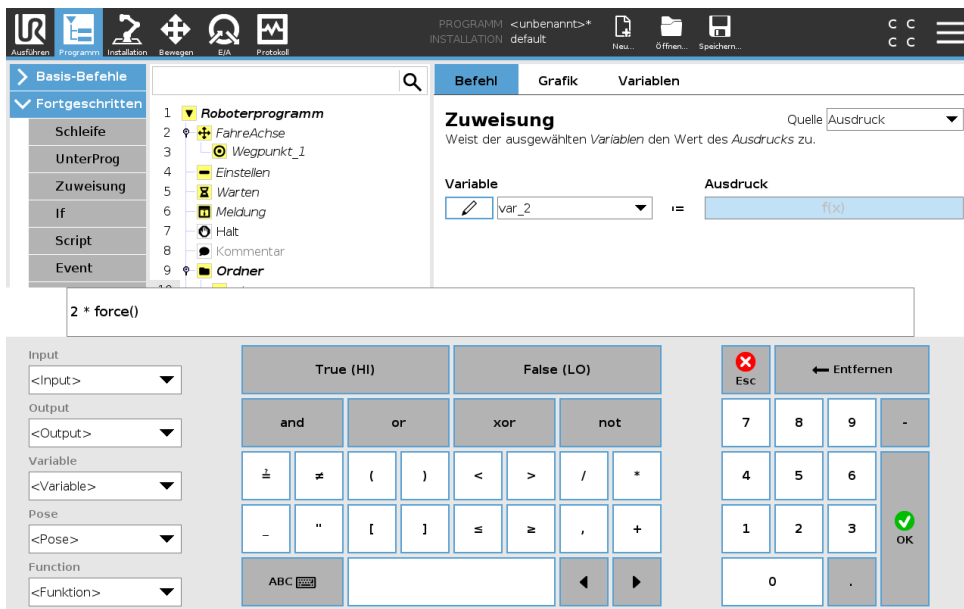 UR
PROGRAMM <unbenannt>*
INSTALLATION default
Ausführen Programm Installation Bewegen E/A Protokoll Neu... Öffnen... Speichern...
C C
C C
Basis-Befehle
Fortgeschritten
Schleife
UnterProg
Zuweisung
If
Script
Event
1 Roboterprogramm
2 FahreAchse
3 Wegpunkt_1
4 Einstellen
5 Warten
6 Meldung
7 Halt
8 Kommentar
9 Ordner
Befehl Grafik Variablen
Zuweisung Quelle Ausdruck
Weist der ausgewählten Variablen den Wert des Ausdrucks zu.
Variable Ausdruck
var_2 := f(x)
2 * force()
Input
<Input>
Output
<Output>
Variable
<Variable>
Pose
<Pose>
Function
<Funktion>
True (HI) False (LO)
and or xor not
≟ ≠ ( ) < > / *
_ " [ ] ≤ ≥ , +
ABC
Esc Entfernen
7 8 9 -
4 5 6
1 2 3 OK
0 .